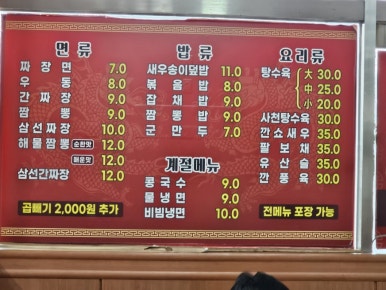 면 류
짜 장 면 7.0
우 동 8.0
간 짜 장 9.0
짬 뽕 9.0
삼선짜장 10.0
해물짬뽕 순한맛 12.0
매운맛 12.0
삼선간짜장 12.0
곱빼기 2,000원 추가
밥 류
새우송이덮밥 11.0
볶 음 밥 8.0
잡 채 밥 9.0
짬 뽕 밥 9.0
군 만 두 7.0
계절메뉴
콩 국 수 9.0
물 냉 면 9.0
비빔냉면 10.0
요리류
탕수육 大 30.0
中 25.0
小 20.0
사천탕수육 30.0
깐쇼새우 35.0
팔 보 채 35.0
유 산 슬 35.0
깐 풍 육 35.0
전메뉴 포장 가능